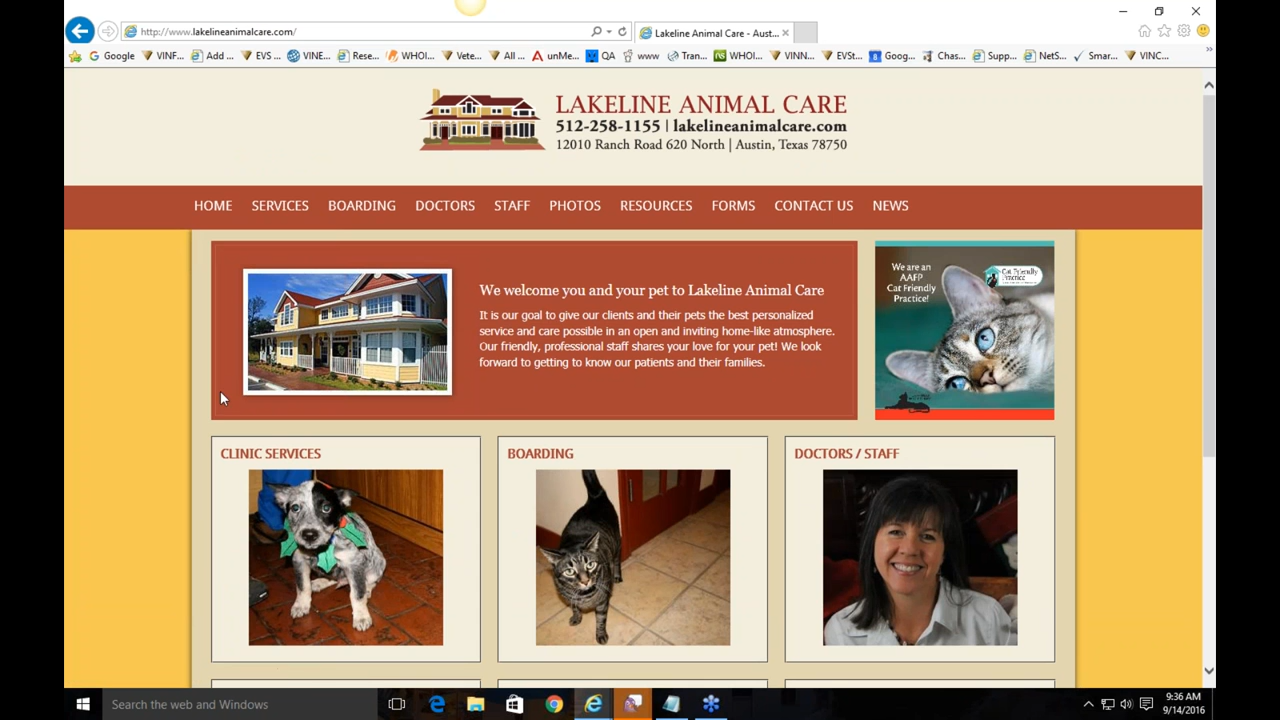 http://www.lakelineanimalcare.com/
Lakeline Animal Care - Aust...
Google
VINF...
Add ...
EVS ...
VINE...
Rese...
WHOI...
Vete...
All ...
unMe...
QA
www
Tran...
WHOI...
VINN...
EVSt...
Goog...
Chas...
Supp...
NetS...
Smar...
VINC...
LAKELINE ANIMAL CARE
512-258-1155 | lakelineanimalcare.com
12010 Ranch Road 620 North | Austin, Texas 78750
HOME
SERVICES
BOARDING
DOCTORS
STAFF
PHOTOS
RESOURCES
FORMS
CONTACT US
NEWS
We welcome you and your pet to Lakeline Animal Care
It is our goal to give our clients and their pets the best personalized
service and care possible in an open and inviting home-like atmosphere.
Our friendly, professional staff shares your love for your pet! We look
forward to getting to know our patients and their families.
We are an
AAFP
Cat Friendly
Practice!
Cat Friendly
Practice
CLINIC SERVICES
BOARDING
DOCTORS / STAFF
Search the web and Windows
9:36 AM
9/14/2016